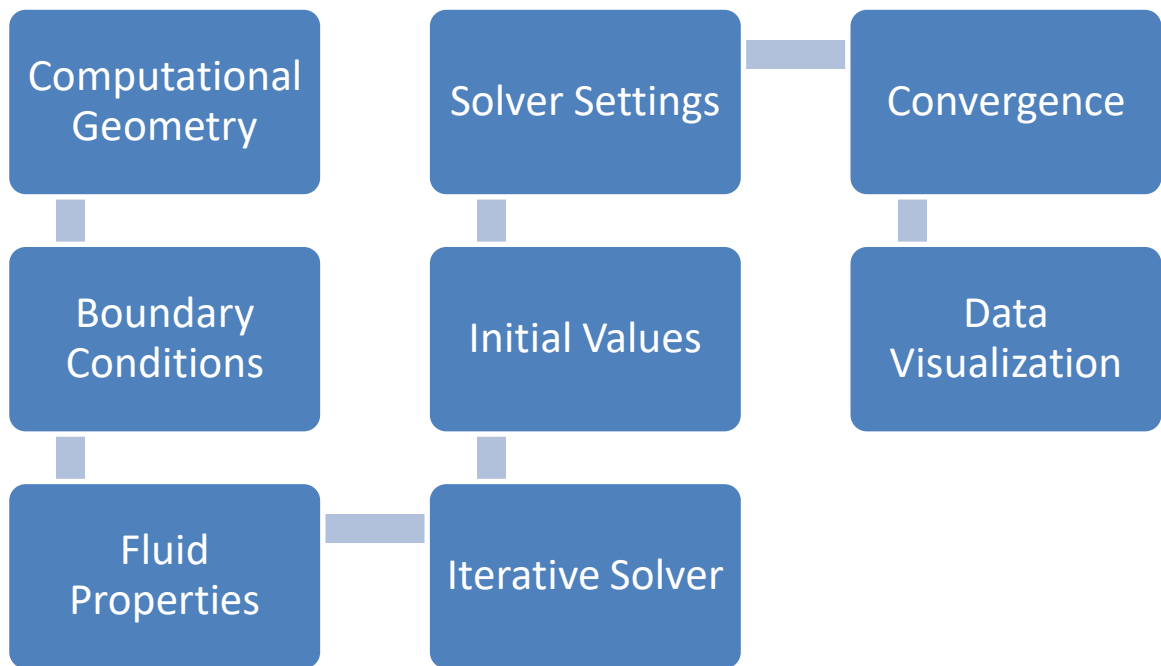 Computational
Geometry
Boundary
Conditions
Fluid
Properties
Iterative Solver
Initial Values
Solver Settings
Convergence
Data
Visualization